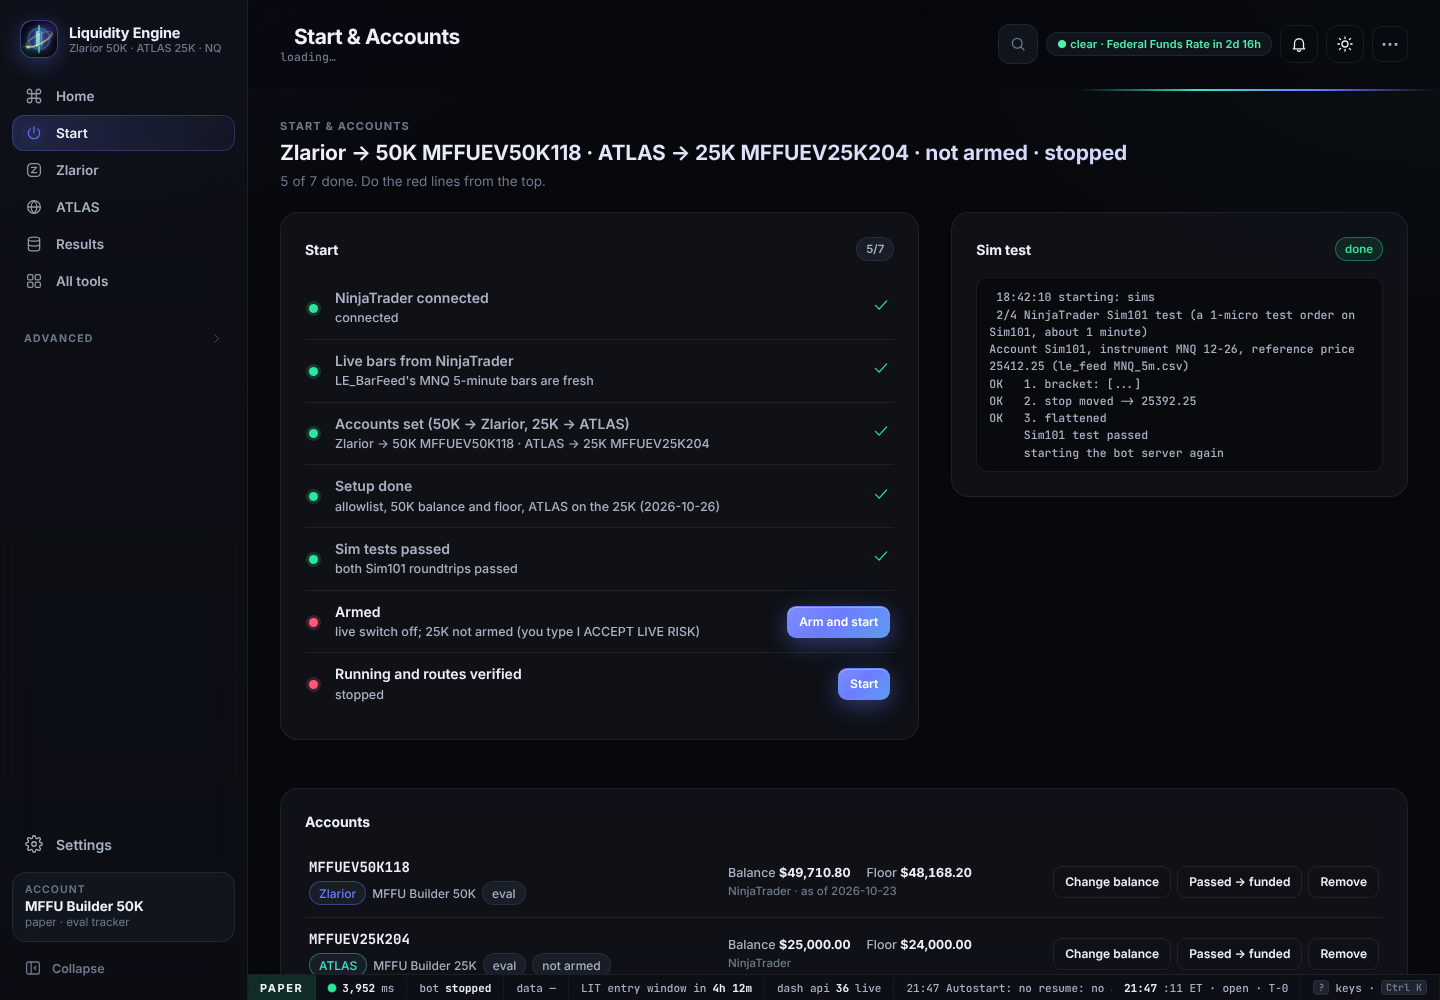 Liquidity Engine
Zlarior 50K · ATLAS 25K · NQ
Home
Start
Zlarior
ATLAS
Results
All tools
ADVANCED
Settings
ACCOUNT
MFFU Builder 50K
paper · eval tracker
Collapse
Start & Accounts
loading…
clear · Federal Funds Rate in 2d 16h
START & ACCOUNTS
Zlarior → 50K MFFUEV50K118 · ATLAS → 25K MFFUEV25K204 · not armed · stopped
5 of 7 done. Do the red lines from the top.
Start
5/7
NinjaTrader connected
connected
Live bars from NinjaTrader
LE_BarFeed's MNQ 5-minute bars are fresh
Accounts set (50K → Zlarior, 25K → ATLAS)
Zlarior → 50K MFFUEV50K118 · ATLAS → 25K MFFUEV25K204
Setup done
allowlist, 50K balance and floor, ATLAS on the 25K (2026-10-26)
Sim tests passed
both Sim101 roundtrips passed
Armed
live switch off; 25K not armed (you type I ACCEPT LIVE RISK)
Arm and start
Running and routes verified
stopped
Start
Sim test
done
18:42:10 starting: sims
2/4 NinjaTrader Sim101 test (a 1-micro test order on
Sim101, about 1 minute)
Account Sim101, instrument MNQ 12-26, reference price
25412.25 (le_feed MNQ_5m.csv)
OK 1. bracket: [...]
OK 2. stop moved → 25392.25
OK 3. flattened
Sim101 test passed
starting the bot server again
Accounts
MFFUEV50K118
Zlarior MFFU Builder 50K eval
Balance $49,710.80 Floor $48,168.20
NinjaTrader · as of 2026-10-23
Change balance Passed → funded Remove
MFFUEV25K204
ATLAS MFFU Builder 25K eval not armed
Balance $25,000.00 Floor $24,000.00
NinjaTrader
Change balance Passed → funded Remove
PAPER 3,952 ms bot stopped data — LIT entry window in 4h 12m dash api 36 live 21:47 Autostart: no resume: no · 21:47 :11 ET · open · T-0 ? keys · Ctrl K